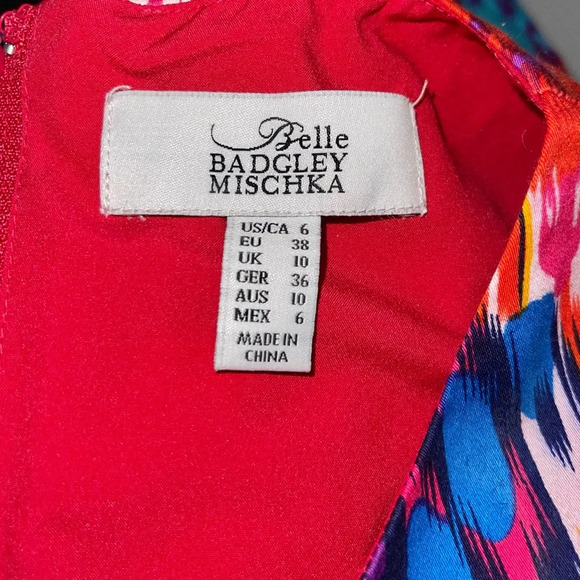 Belle
BADGLEY
MISCHKA
US/CA 6
EU 38
UK 10
GER 36
AUS 10
MEX 6
MADE IN
CHINA